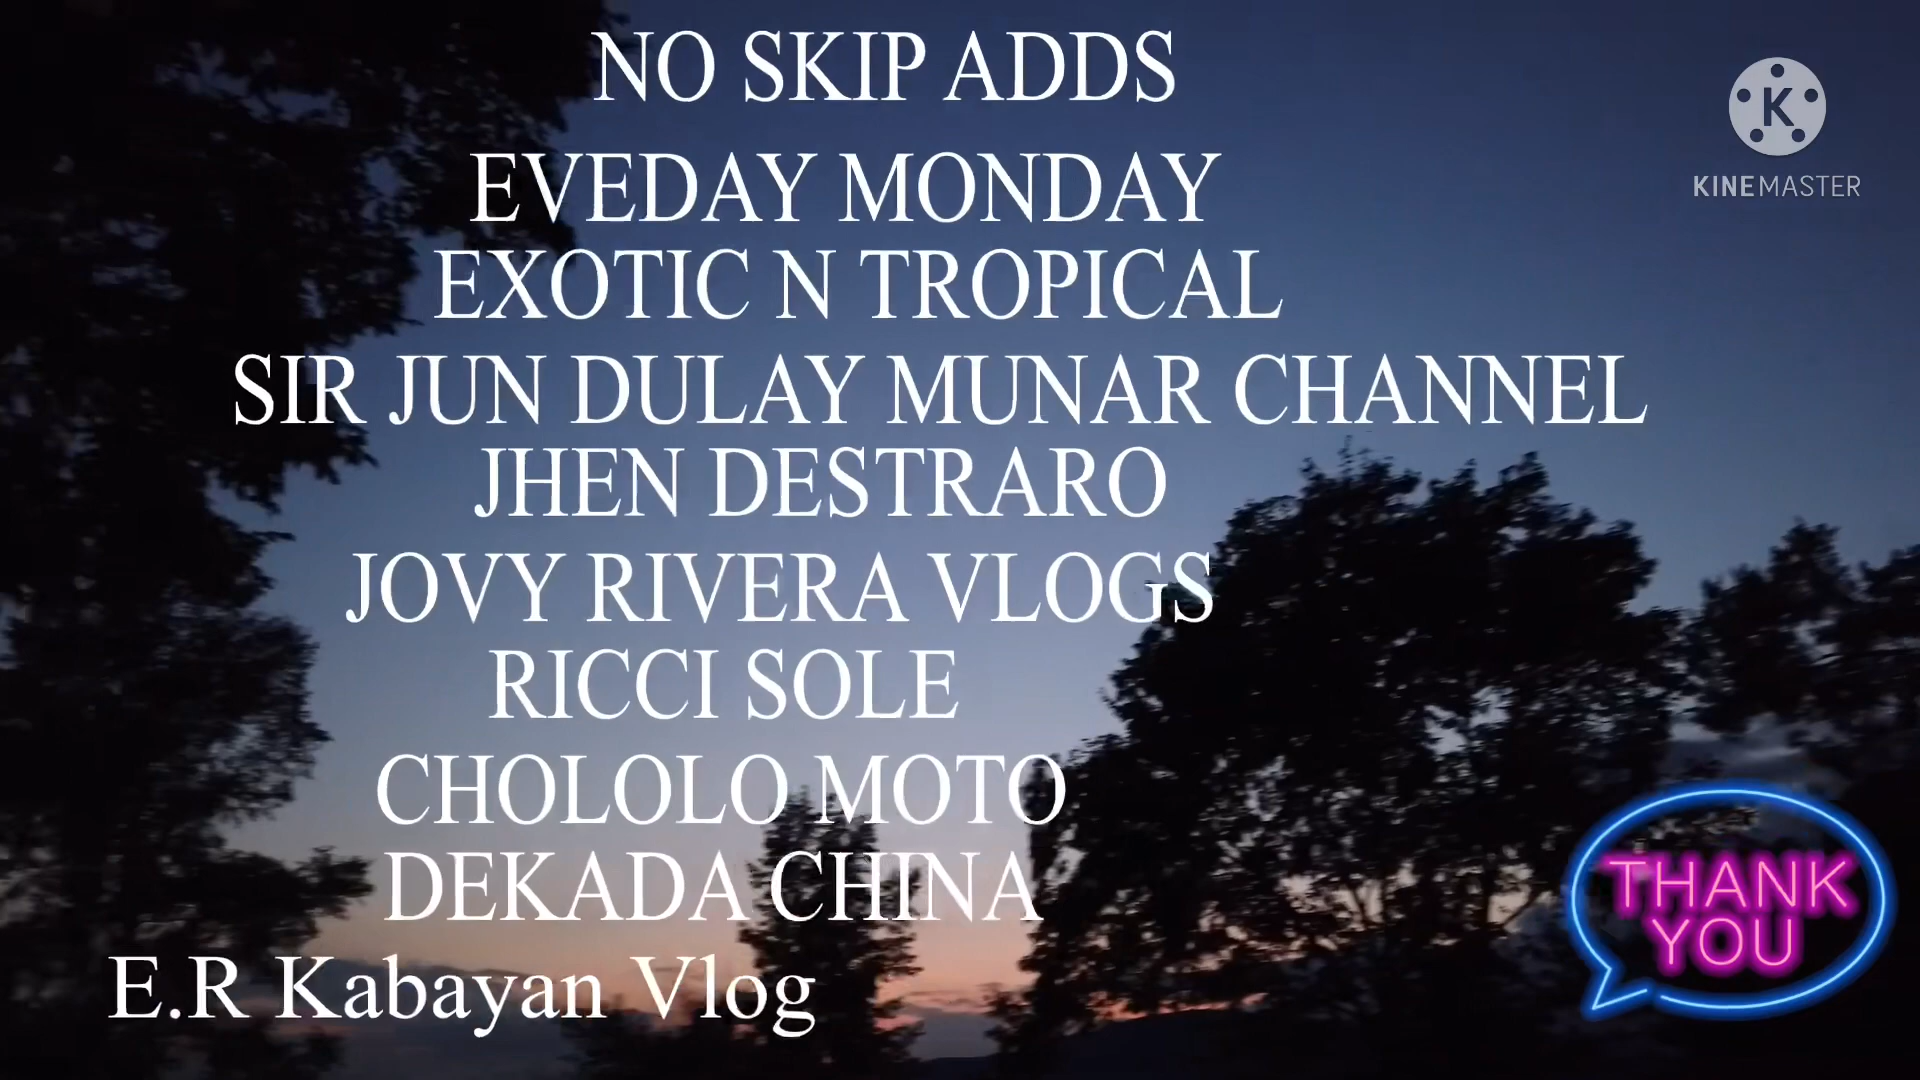 NO SKIP ADDS
EVEDAY MONDAY
EXOTIC N TROPICAL
SIR JUN DULAY MUNAR CHANNEL
JHEN DESTRARO
JOVY RIVERA VLOGS
RICCI SOLE
CHOLOLO MOTO
DEKADA CHINA
E.R Kabayan Vlog
K
KINEMASTER
THANK
YOU